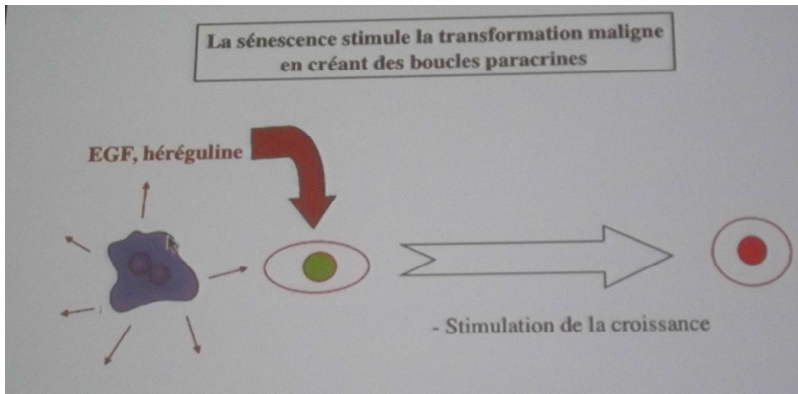 La sénescence stimule la transformation maligne
en créant des boucles paracrines
EGF, héréguline
- Stimulation de la croissance